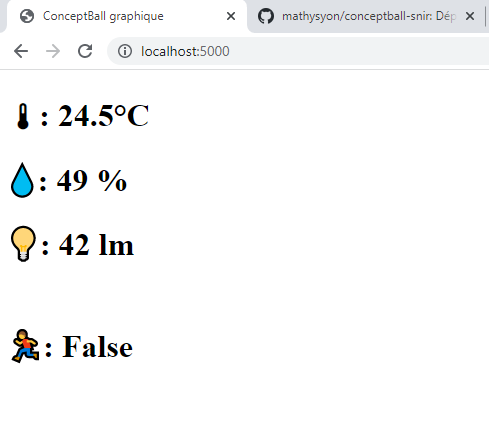 ConceptBall graphique
mathysyon/conceptball-snir: Dép
localhost:5000
: 24.5°C
: 49 %
: 42 lm
: False